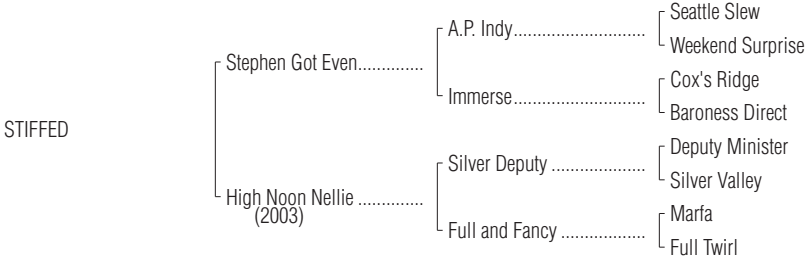 Seattle Slew
A.P. Indy..........................
Weekend Surprise
Stephen Got Even.............
Cox's Ridge
Immerse..........................
Baroness Direct
STIFFED
Deputy Minister
Silver Deputy ..................
Silver Valley
High Noon Nellie .............
(2003)
Marfa
Full and Fancy .................
Full Twirl